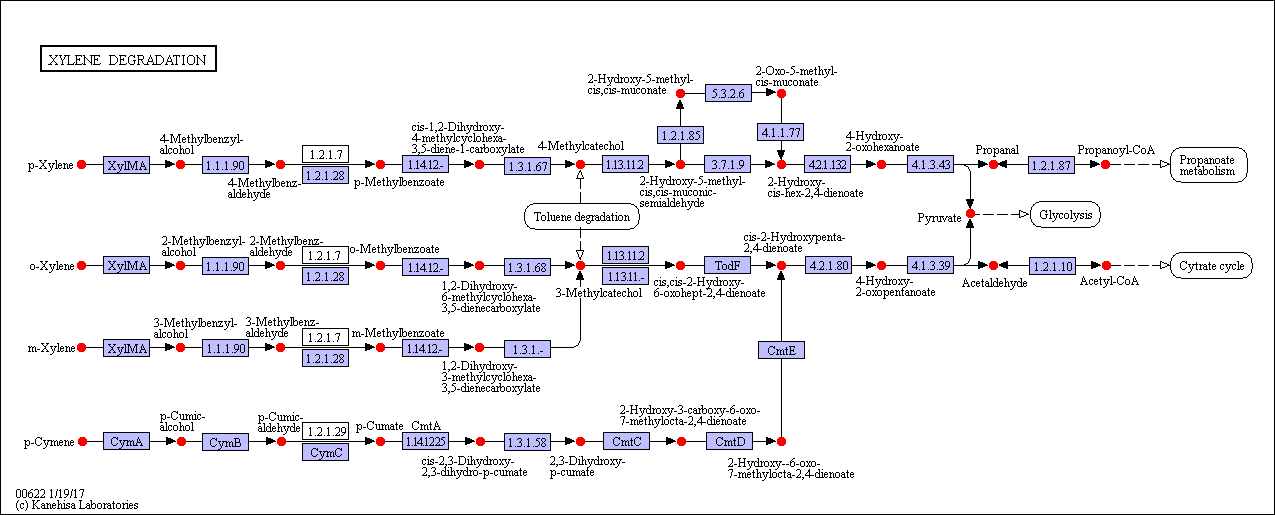 XYLENE DEGRADATION
2-Hydroxy-5-methyl-
cis,cis-muconate
5.3.2.6
2-Oxo-5-methyl-
cis-muconate
1.2.1.85
4.1.1.77
p-Xylene
XylMA
4-Methylbenzyl-
alcohol
1.1.1.90
4-Methylbenz-
aldehyde
1.2.1.7
1.2.1.28
p-Methylbenzoate
1.14.12.-
cis-1,2-Dihydroxy-
4-methylcyclohexa-
3,5-diene-1-carboxylate
1.3.1.67
4-Methylcatechol
1.13.11.2
2-Hydroxy-5-methyl-
cis,cis-muconic-
semialdehyde
3.7.1.9
2-Hydroxy-
cis-hex-2,4-dienoate
4.2.1.132
4-Hydroxy-
2-oxohexanoate
4.1.3.43
Propanal
1.2.1.87
Propanoyl-CoA
Propanoate
metabolism
Toluene degradation
Pyruvate
Glycolysis
o-Xylene
XylMA
2-Methylbenzyl-
alcohol
1.1.1.90
2-Methylbenz-
aldehyde
1.2.1.7
1.2.1.28
o-Methylbenzoate
1.14.12.-
1,2-Dihydroxy-
6-methylcyclohexa-
3,5-dienecarboxylate
1.3.1.68
3-Methylcatechol
1.13.11.2
1.13.11.-
cis,cis-2-Hydroxy-
6-oxohept-2,4-dienoate
TodF
cis-2-Hydroxypenta-
2,4-dienoate
4.2.1.80
4-Hydroxy-
2-oxopentanoate
4.1.3.39
Acetaldehyde
1.2.1.10
Acetyl-CoA
Cytrate cycle
m-Xylene
XylMA
3-Methylbenzyl-
alcohol
1.1.1.90
3-Methylbenz-
aldehyde
1.2.1.7
1.2.1.28
m-Methylbenzoate
1.14.12.-
1,2-Dihydroxy-
3-methylcyclohexa-
3,5-dienecarboxylate
1.3.1.-
CmtE
p-Cymene
CymA
p-Cumic-
alcohol
CymB
p-Cumic-
aldehyde
1.2.1.29
CymC
p-Cumate
CmtA
1.14.12.25
cis-2,3-Dihydroxy-
2,3-dihydro-p-cumate
1.3.1.58
2,3-Dihydroxy-
p-cumate
CmtC
2-Hydroxy-3-carboxy-6-oxo-
7-methylocta-2,4-dienoate
CmtD
2-Hydroxy--6-oxo-
7-methylocta-2,4-dienoate
00622 1/19/17
(c) Kanehisa Laboratories